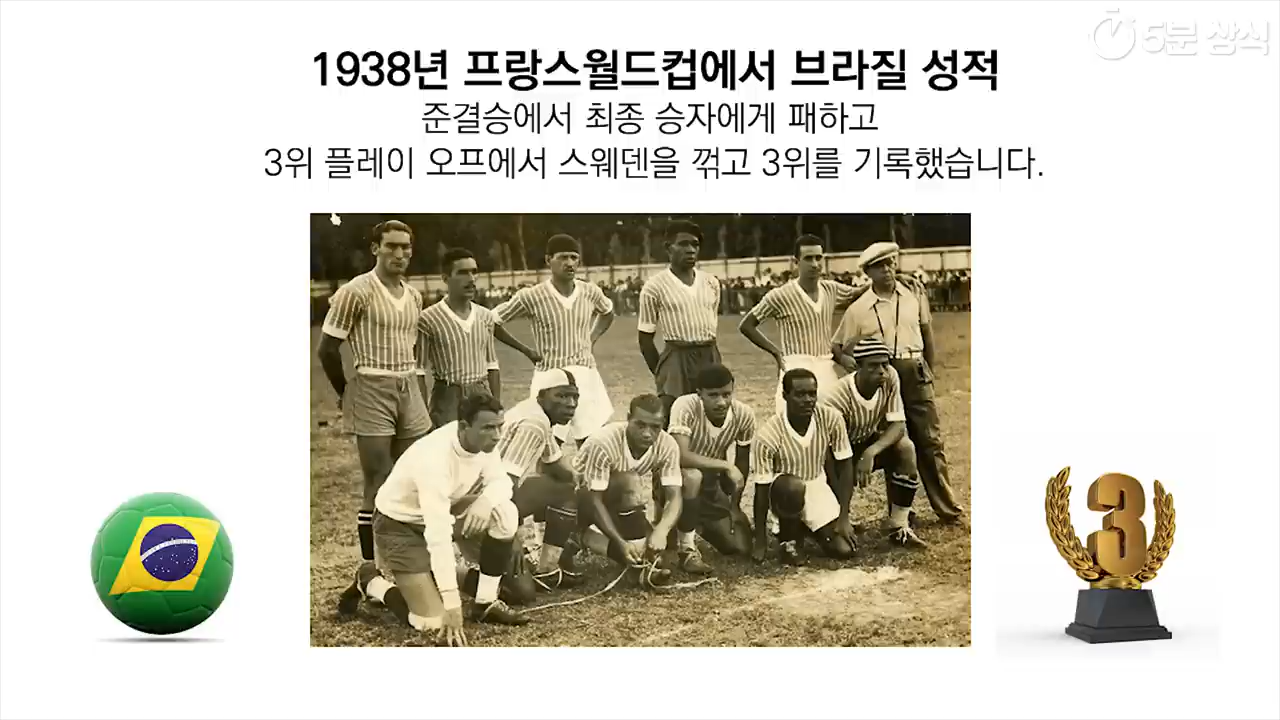 5분 상식
1938년 프랑스월드컵에서 브라질 성적
준결승에서 최종 승자에게 패하고
3위 플레이 오프에서 스웨덴을 꺾고 3위를 기록했습니다.
3